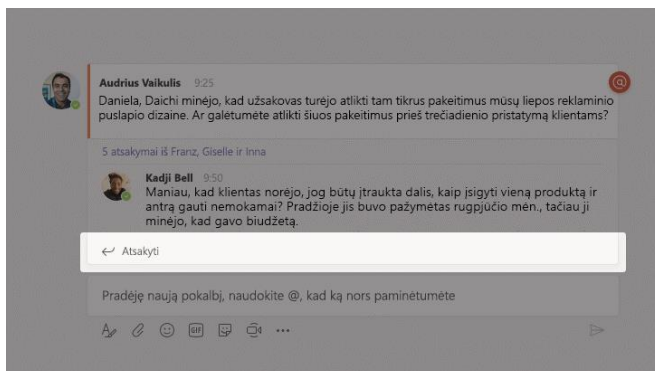 Audrius Vaikulis 9:25
Daniela, Daichi minėjo, kad užsakovas turėjo atlikti tam tikrus pakeitimus mūsų liepos reklaminio
puslapio dizaine. Ar galėtumėte atlikti šiuos pakeitimus prieš trečiadienio pristatymą klientams?
5 atsakymai iš Franz, Giselle ir Inna
Kadji Bell 9:50
Maniau, kad klientas norėjo, jog būtų įtraukta dalis, kaip įsigyti vieną produktą ir
antrą gauti nemokamai? Pradžioje jis buvo pažymėtas rugpjūčio mėn., tačiau ji
minėjo, kad gavo biudžetą.
Atsakyti
Pradėję naują pokalbį, naudokite @, kad ką nors paminėtumėte
GIF